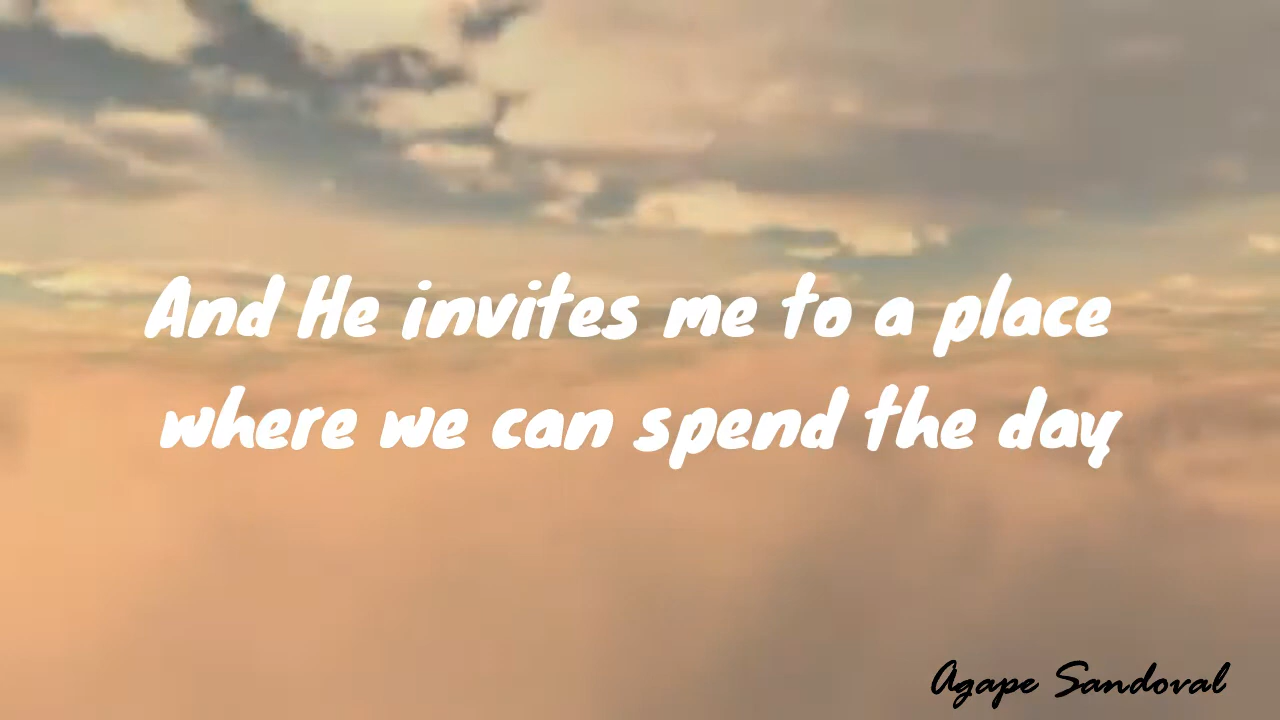 And He invites me to a place
where we can spend the day
Agape Sandoval